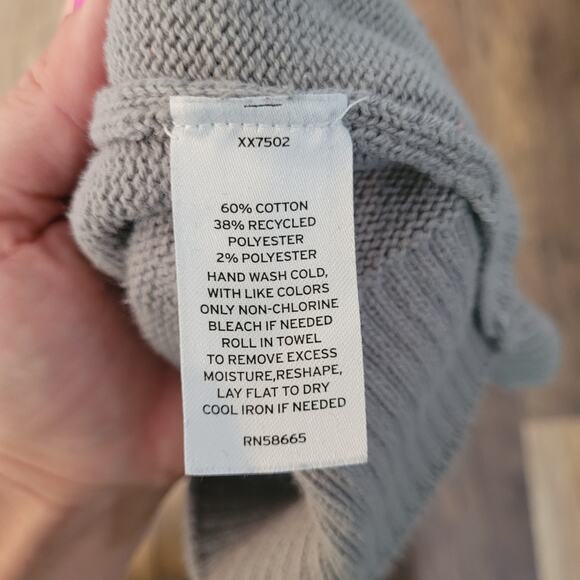 XX7502
60% COTTON
38% RECYCLED
POLYESTER
2% POLYESTER
HAND WASH COLD,
WITH LIKE COLORS
ONLY NON-CHLORINE
BLEACH IF NEEDED
ROLL IN TOWEL
TO REMOVE EXCESS
MOISTURE,RESHAPE,
LAY FLAT TO DRY
COOL IRON IF NEEDED
RN58665